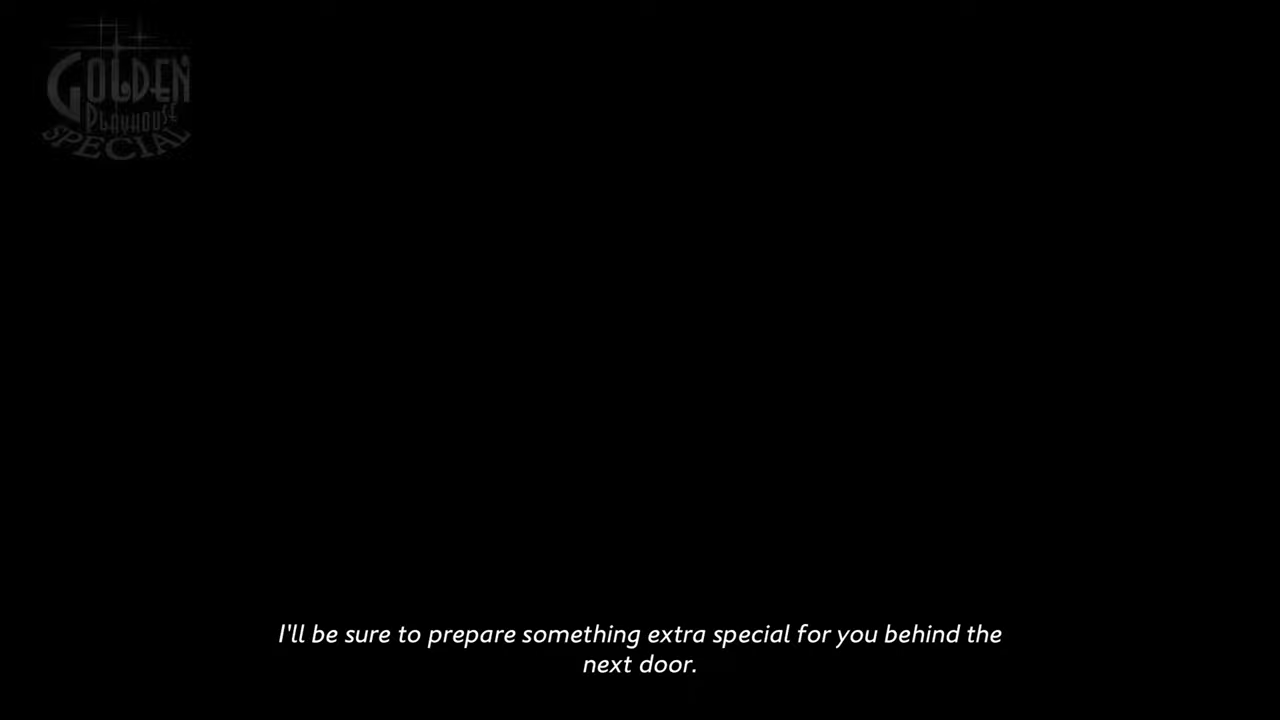 GOLDEN
PLAYHOUSE
SPECIAL
I'll be sure to prepare something extra special for you behind the
next door.